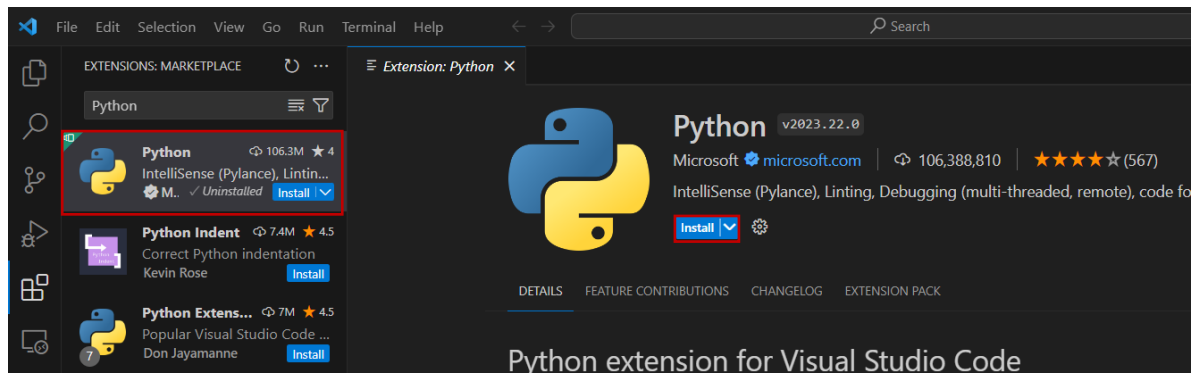 File Edit Selection View Go Run Terminal Help
Search
EXTENSIONS: MARKETPLACE
Python
Python 106.3M ★ 4
IntelliSense (Pylance), Lintin...
M.. ✓ Uninstalled Install
Python Indent 7.4M ★ 4.5
Correct Python indentation
Kevin Rose Install
Python Extens... 7M ★ 4.5
Popular Visual Studio Code ...
7 Don Jayamanne Install
Extension: Python
Python v2023.22.0
Microsoft microsoft.com 106,388,810 ★★★★☆ (567)
IntelliSense (Pylance), Linting, Debugging (multi-threaded, remote), code fo
Install
DETAILS FEATURE CONTRIBUTIONS CHANGELOG EXTENSION PACK
Python extension for Visual Studio Code